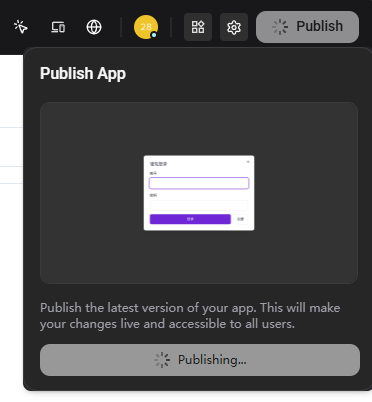 28
Publish
Publish App
Publish the latest version of your app. This will make
your changes live and accessible to all users.
Publishing...